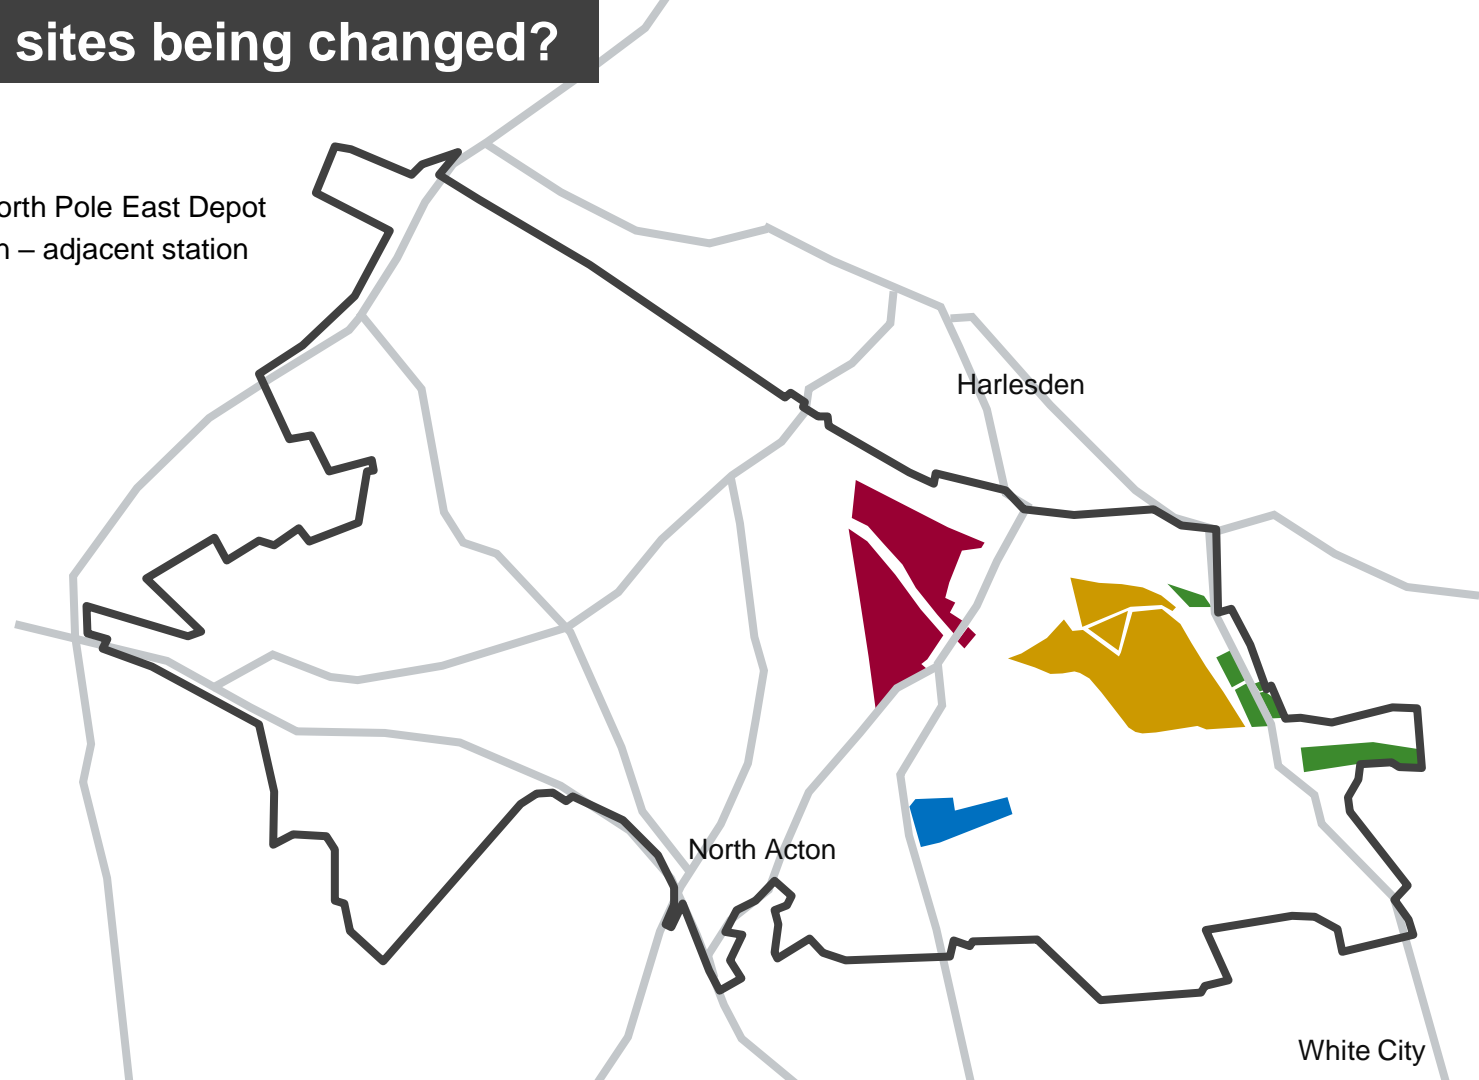 sites being changed?
orth Pole East Depot
n – adjacent station
Harlesden
North Acton
White City